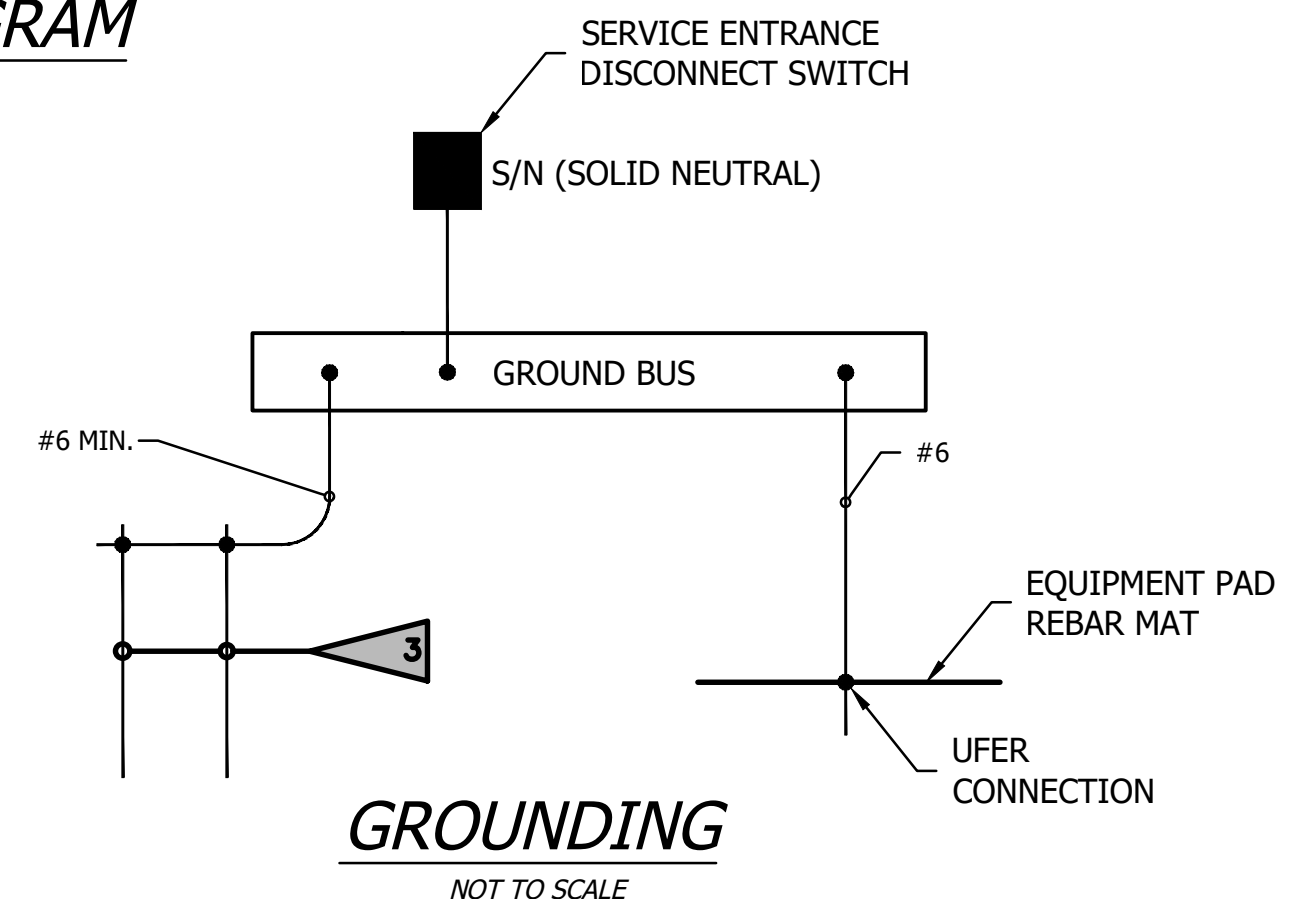 GRAM
SERVICE ENTRANCE
DISCONNECT SWITCH
S/N (SOLID NEUTRAL)
GROUND BUS
#6 MIN.
#6
3
EQUIPMENT PAD
REBAR MAT
UFER
CONNECTION
GROUNDING
NOT TO SCALE